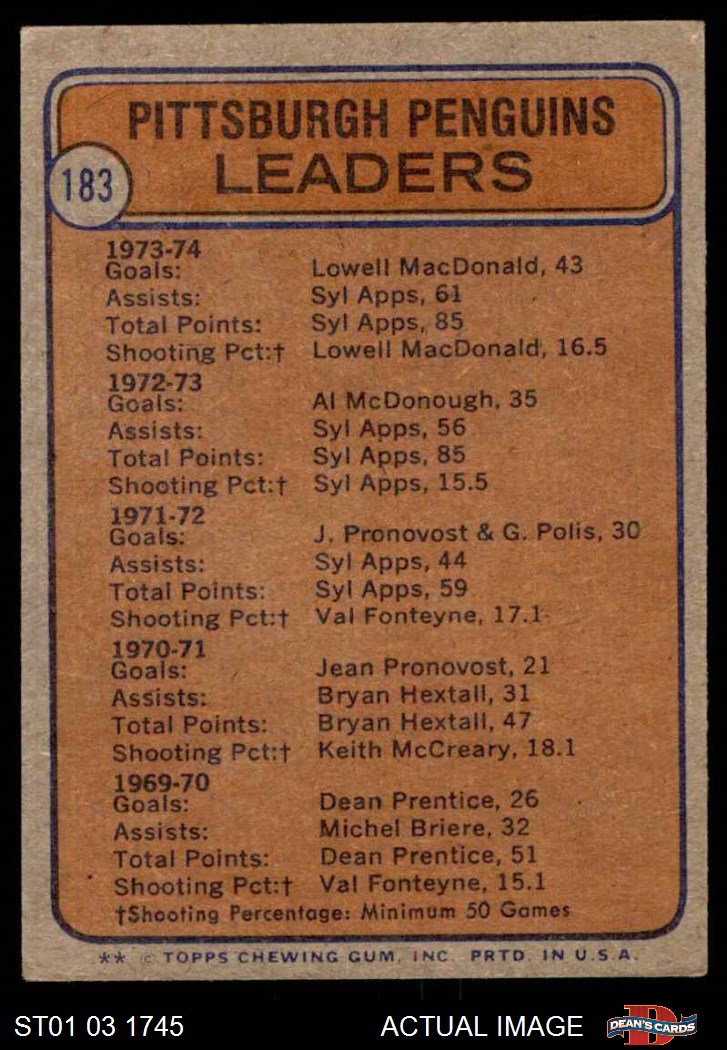 PITTSBURGH PENGUINS
LEADERS
183
1973-74
Goals: Lowell MacDonald, 43
Assists: Syl Apps, 61
Total Points: Syl Apps, 85
Shooting Pct:† Lowell MacDonald, 16.5
1972-73
Goals: Al McDonough, 35
Assists: Syl Apps, 56
Total Points: Syl Apps, 85
Shooting Pct:† Syl Apps, 15.5
1971-72
Goals: J. Pronovost & G. Polis, 30
Assists: Syl Apps, 44
Total Points: Syl Apps, 59
Shooting Pct:† Val Fonteyne, 17.1
1970-71
Goals: Jean Pronovost, 21
Assists: Bryan Hextall, 31
Total Points: Bryan Hextall, 47
Shooting Pct:† Keith McCreary, 18.1
1969-70
Goals: Dean Prentice, 26
Assists: Michel Briere, 32
Total Points: Dean Prentice, 51
Shooting Pct:† Val Fonteyne, 15.1
†Shooting Percentage: Minimum 50 Games
** © TOPPS CHEWING GUM, INC. PRTD. IN U.S.A.
ST01 03 1745 ACTUAL IMAGE D DEAN'S CARDS